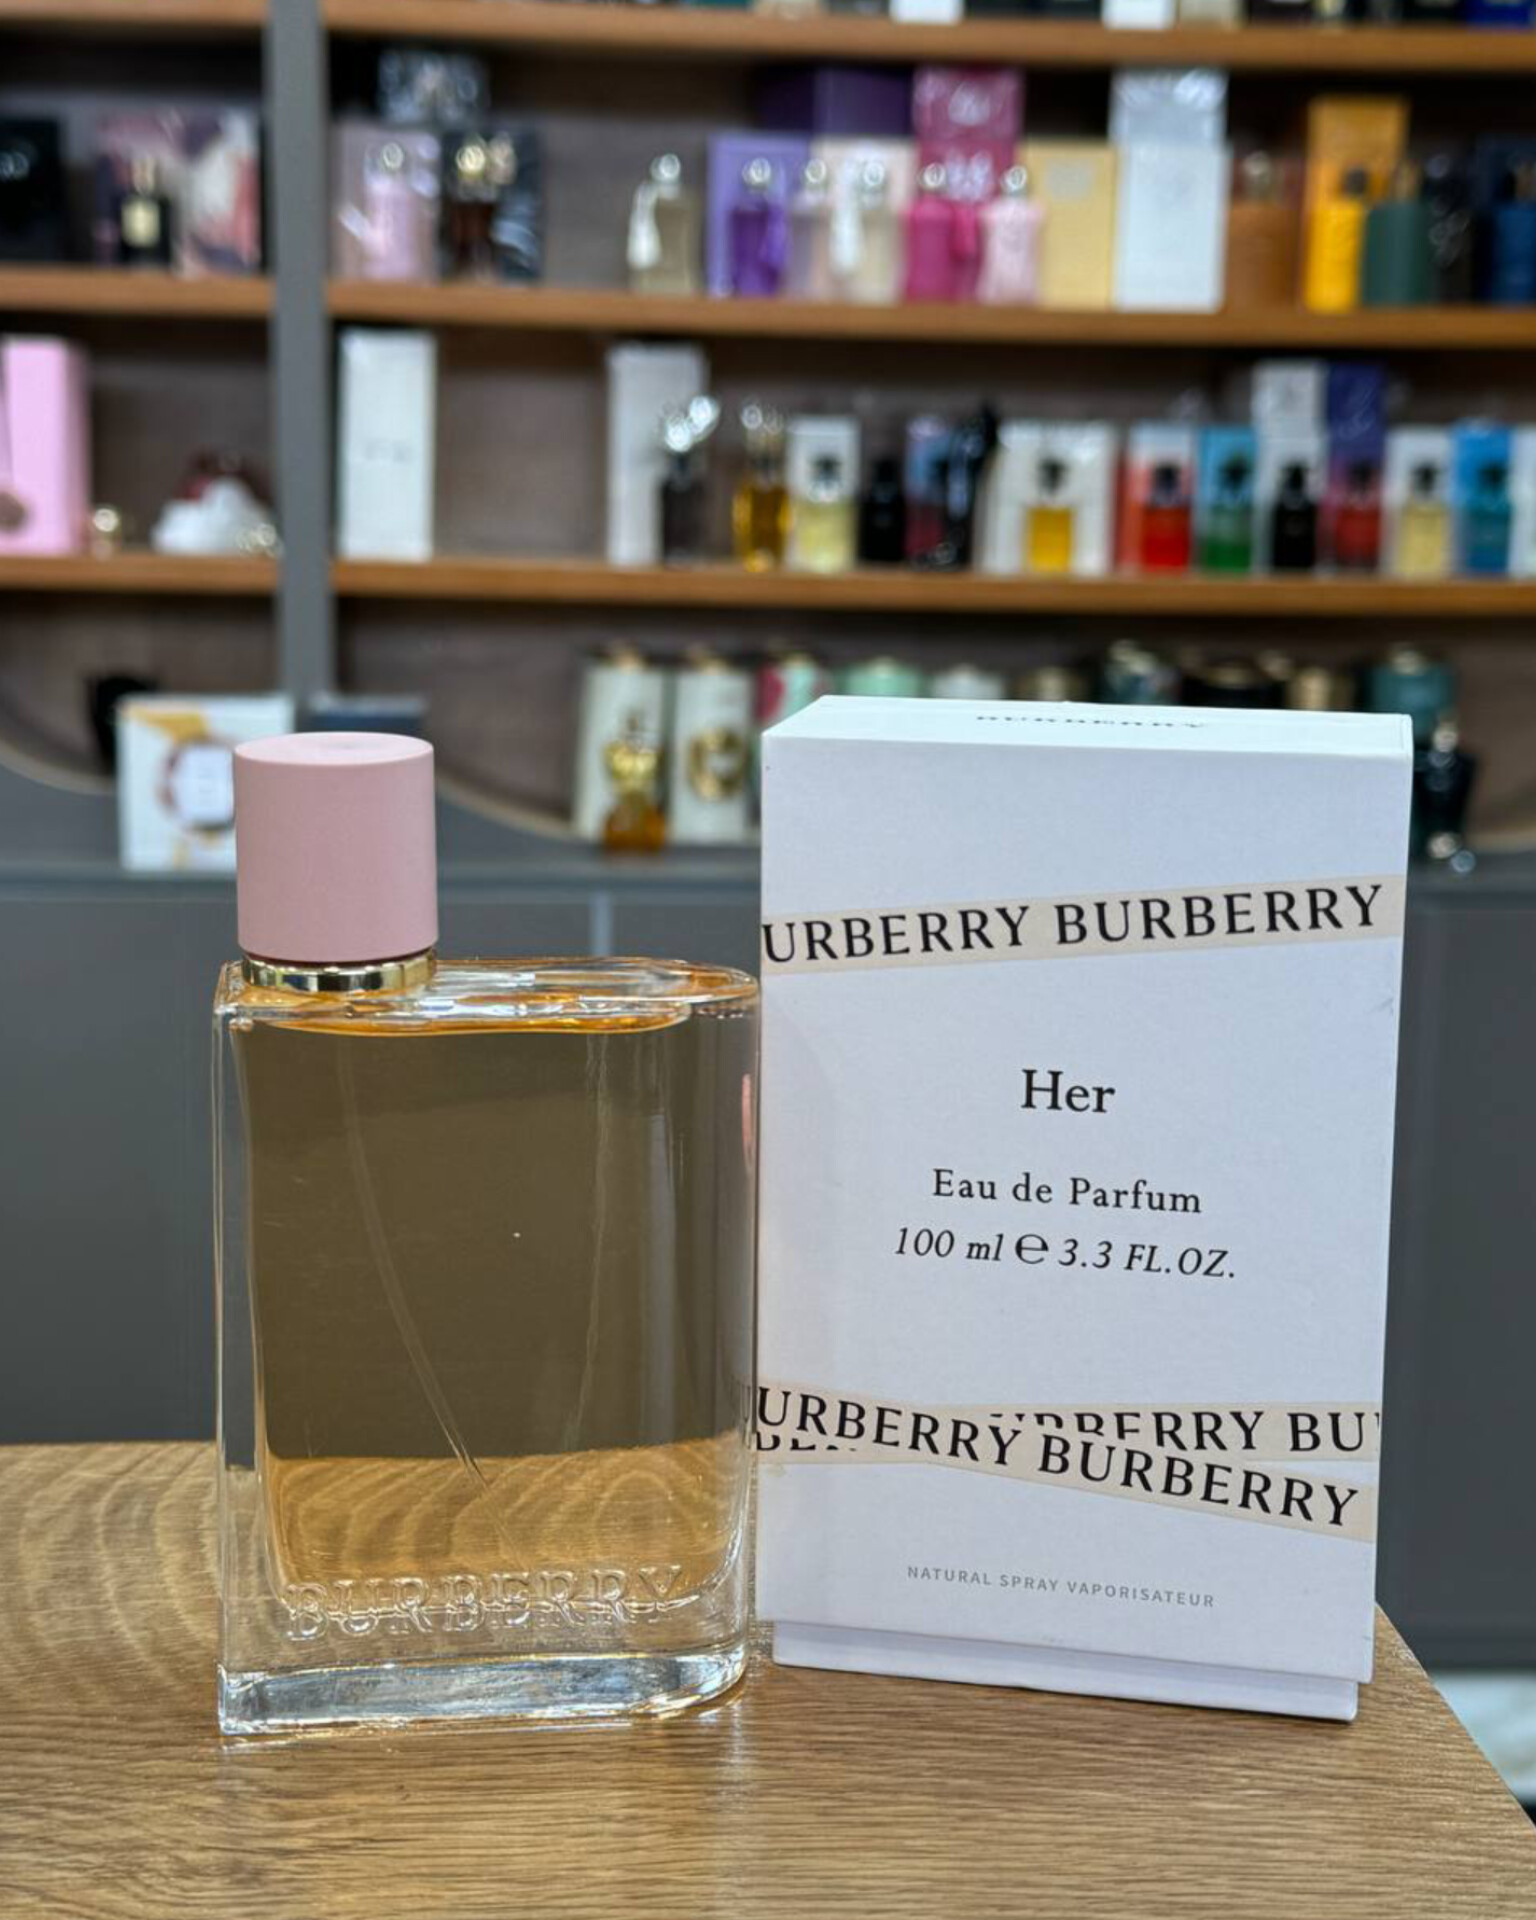 BURBERRY
URBERRY BURBERRY
Her
Eau de Parfum
100 ml ℮ 3.3 FL.OZ.
URBERRY BU
URBERRY BURBERRY
NATURAL SPRAY VAPORISATEUR
BURBERRY